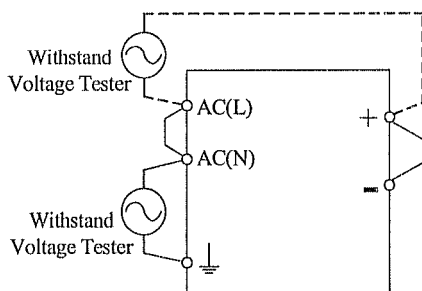 Withstand
Voltage Tester
AC(L)
+
AC(N)
-
Withstand
Voltage Tester